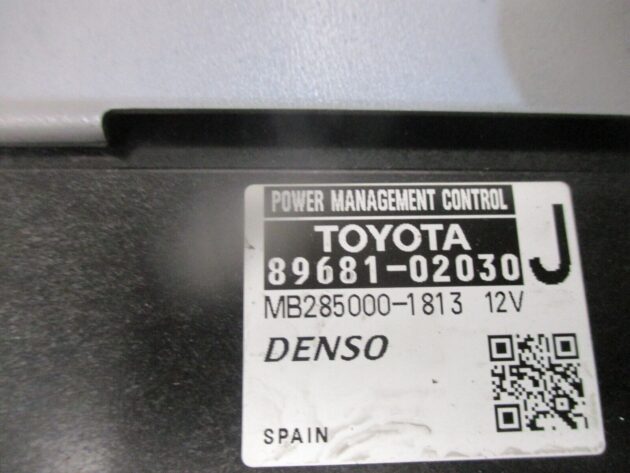 POWER MANAGEMENT CONTROL
TOYOTA
89681-02030 J
MB285000-1813 12V
DENSO
SPAIN